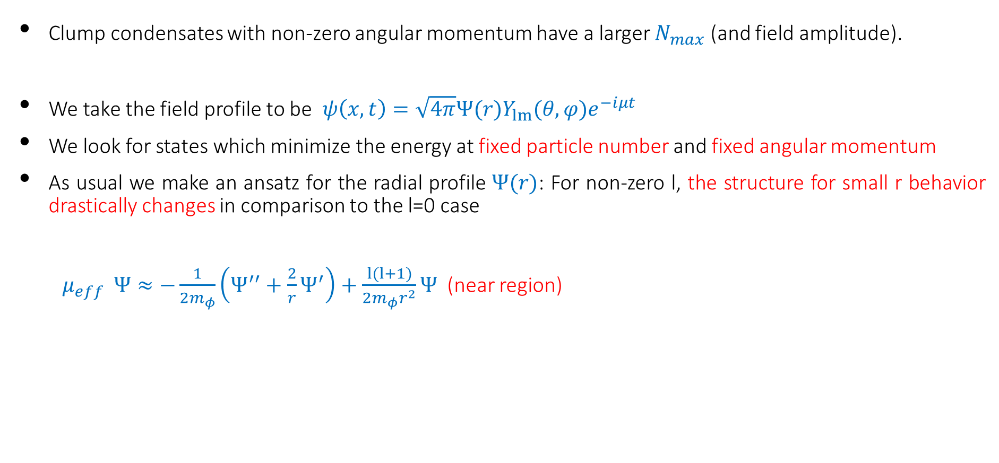 • Clump condensates with non-zero angular momentum have a larger $N_{max}$ (and field amplitude).
• We take the field profile to be $\psi(x,t) = \sqrt{4\pi}\Psi(r)Y_{\mathrm{lm}}(\theta,\varphi)e^{-i\mu t}$
• We look for states which minimize the energy at fixed particle number and fixed angular momentum
• As usual we make an ansatz for the radial profile $\Psi(r)$: For non-zero l, the structure for small r behavior
drastically changes in comparison to the l=0 case
$\mu_{eff} \, \Psi \approx -\frac{1}{2m_\phi}\left(\Psi'' + \frac{2}{r}\Psi'\right) + \frac{\mathrm{l(l+1)}}{2m_\phi r^2}\Psi$ (near region)